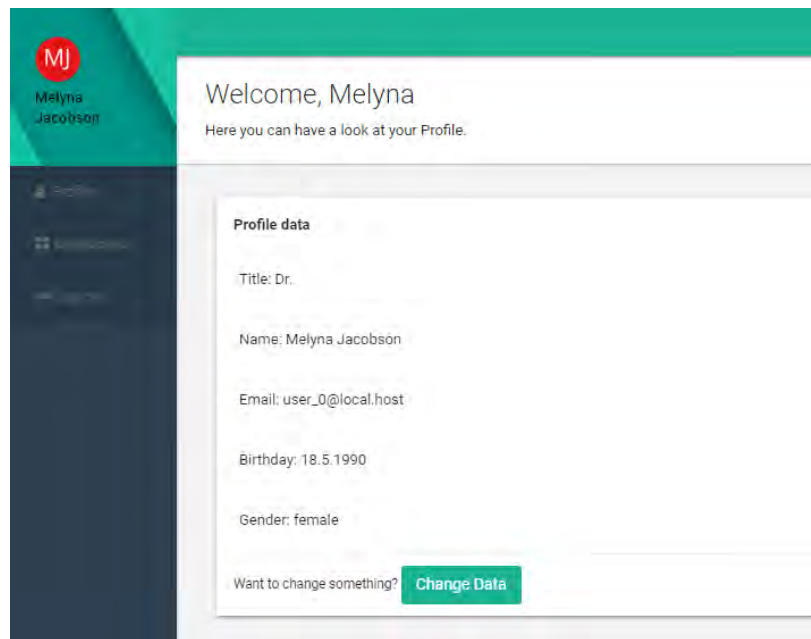 MJ
Melyna
Jacobson
Welcome, Melyna
Here you can have a look at your Profile.
Profile data
Title: Dr.
Name: Melyna Jacobson
Email: user_0@local.host
Birthday: 18.5.1990
Gender: female
Want to change something? Change Data